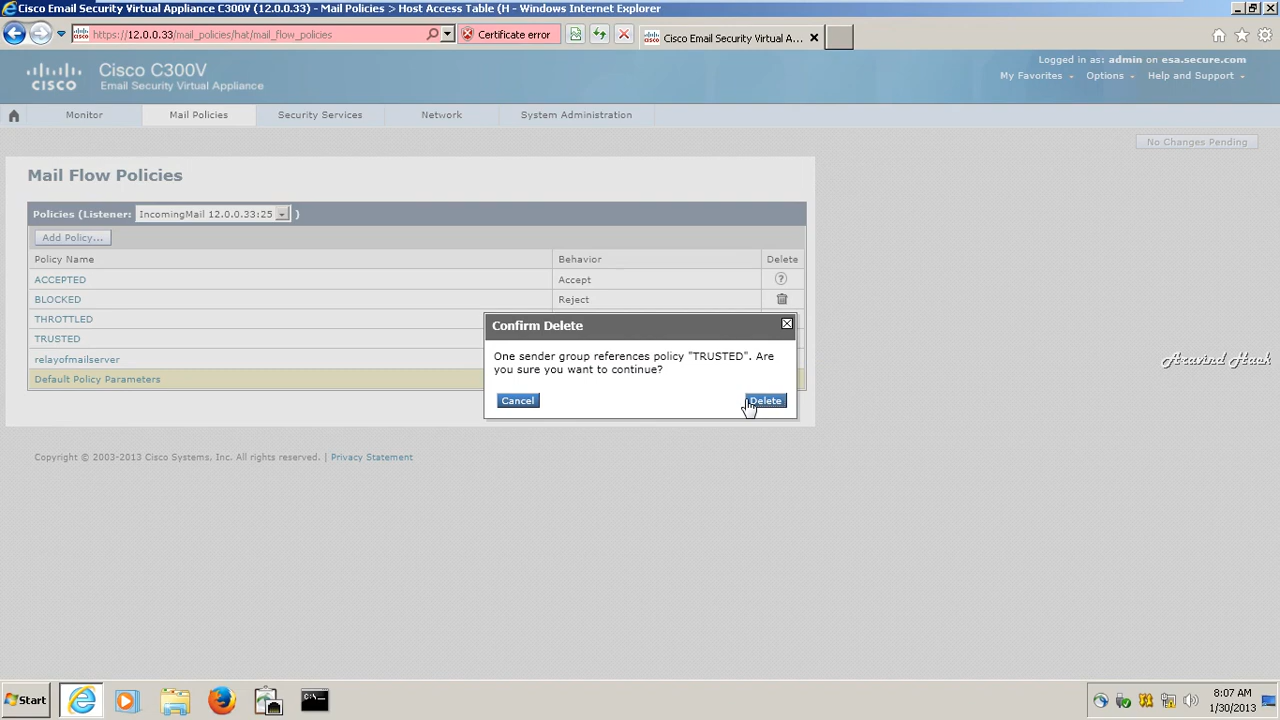 Cisco Email Security Virtual Appliance C300V (12.0.0.33) - Mail Policies > Host Access Table (H - Windows Internet Explorer
https://12.0.0.33/mail_policies/hat/mail_flow_policies
Certificate error
Cisco Email Security Virtual A...
Logged in as: admin on esa.secure.com
CISCO
Cisco C300V
Email Security Virtual Appliance
My Favorites
Options
Help and Support
Monitor
Mail Policies
Security Services
Network
System Administration
No Changes Pending
Mail Flow Policies
Policies (Listener: IncomingMail 12.0.0.33:25 )
Add Policy...
Policy Name Behavior Delete
ACCEPTED Accept ?
BLOCKED Reject
THROTTLED
TRUSTED
relayofmailserver
Default Policy Parameters
Confirm Delete
One sender group references policy "TRUSTED". Are
you sure you want to continue?
Cancel Delete
Aravind Hack
Copyright © 2003-2013 Cisco Systems, Inc. All rights reserved. | Privacy Statement
Start
8:07 AM
1/30/2013